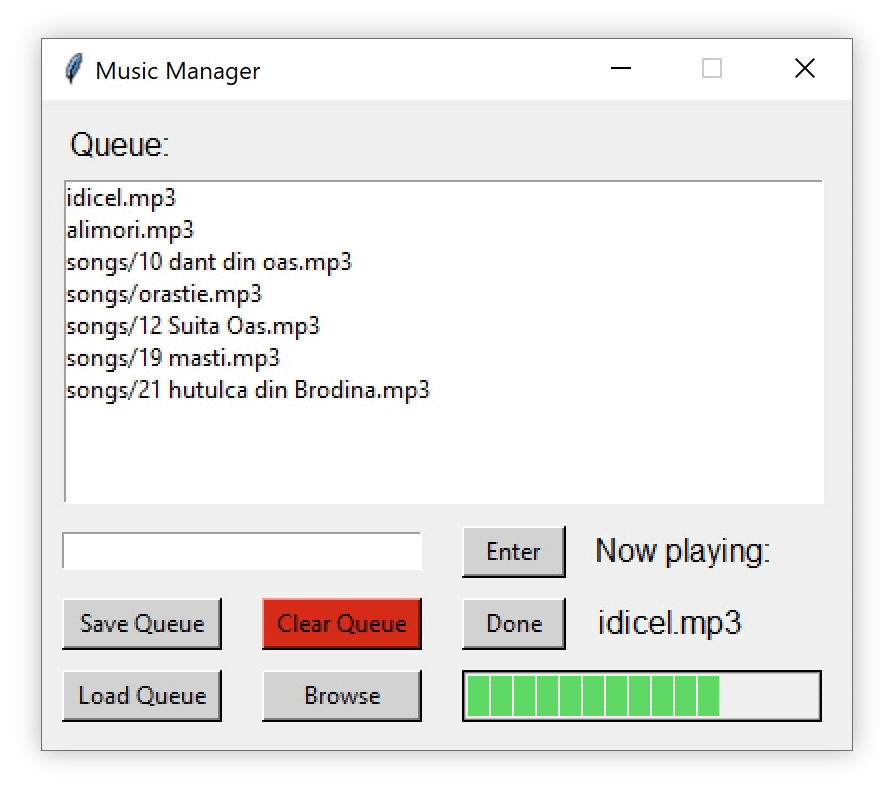 Music Manager
Queue:
idicel.mp3
alimori.mp3
songs/10 dant din oas.mp3
songs/orastie.mp3
songs/12 Suita Oas.mp3
songs/19 masti.mp3
songs/21 hutulca din Brodina.mp3
Enter
Now playing:
Save Queue
Clear Queue
Done
idicel.mp3
Load Queue
Browse